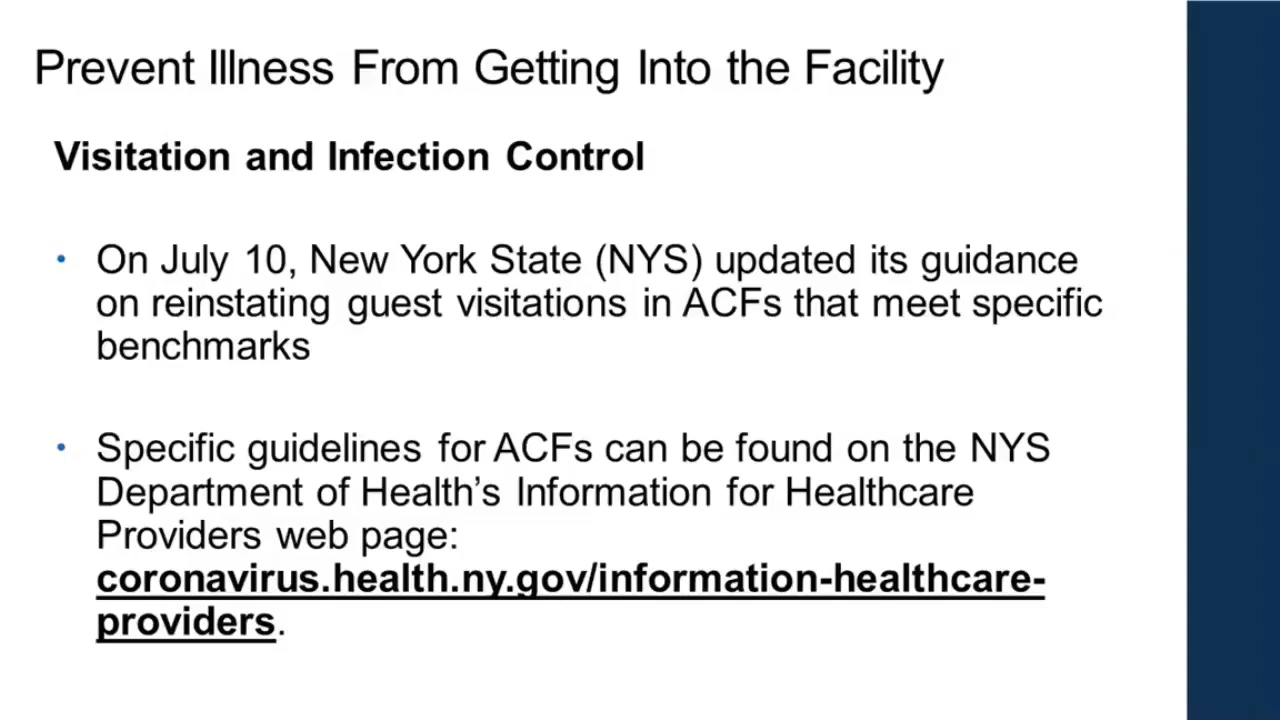 Prevent Illness From Getting Into the Facility
Visitation and Infection Control
• On July 10, New York State (NYS) updated its guidance
on reinstating guest visitations in ACFs that meet specific
benchmarks
• Specific guidelines for ACFs can be found on the NYS
Department of Health’s Information for Healthcare
Providers web page:
coronavirus.health.ny.gov/information-healthcare-
providers.